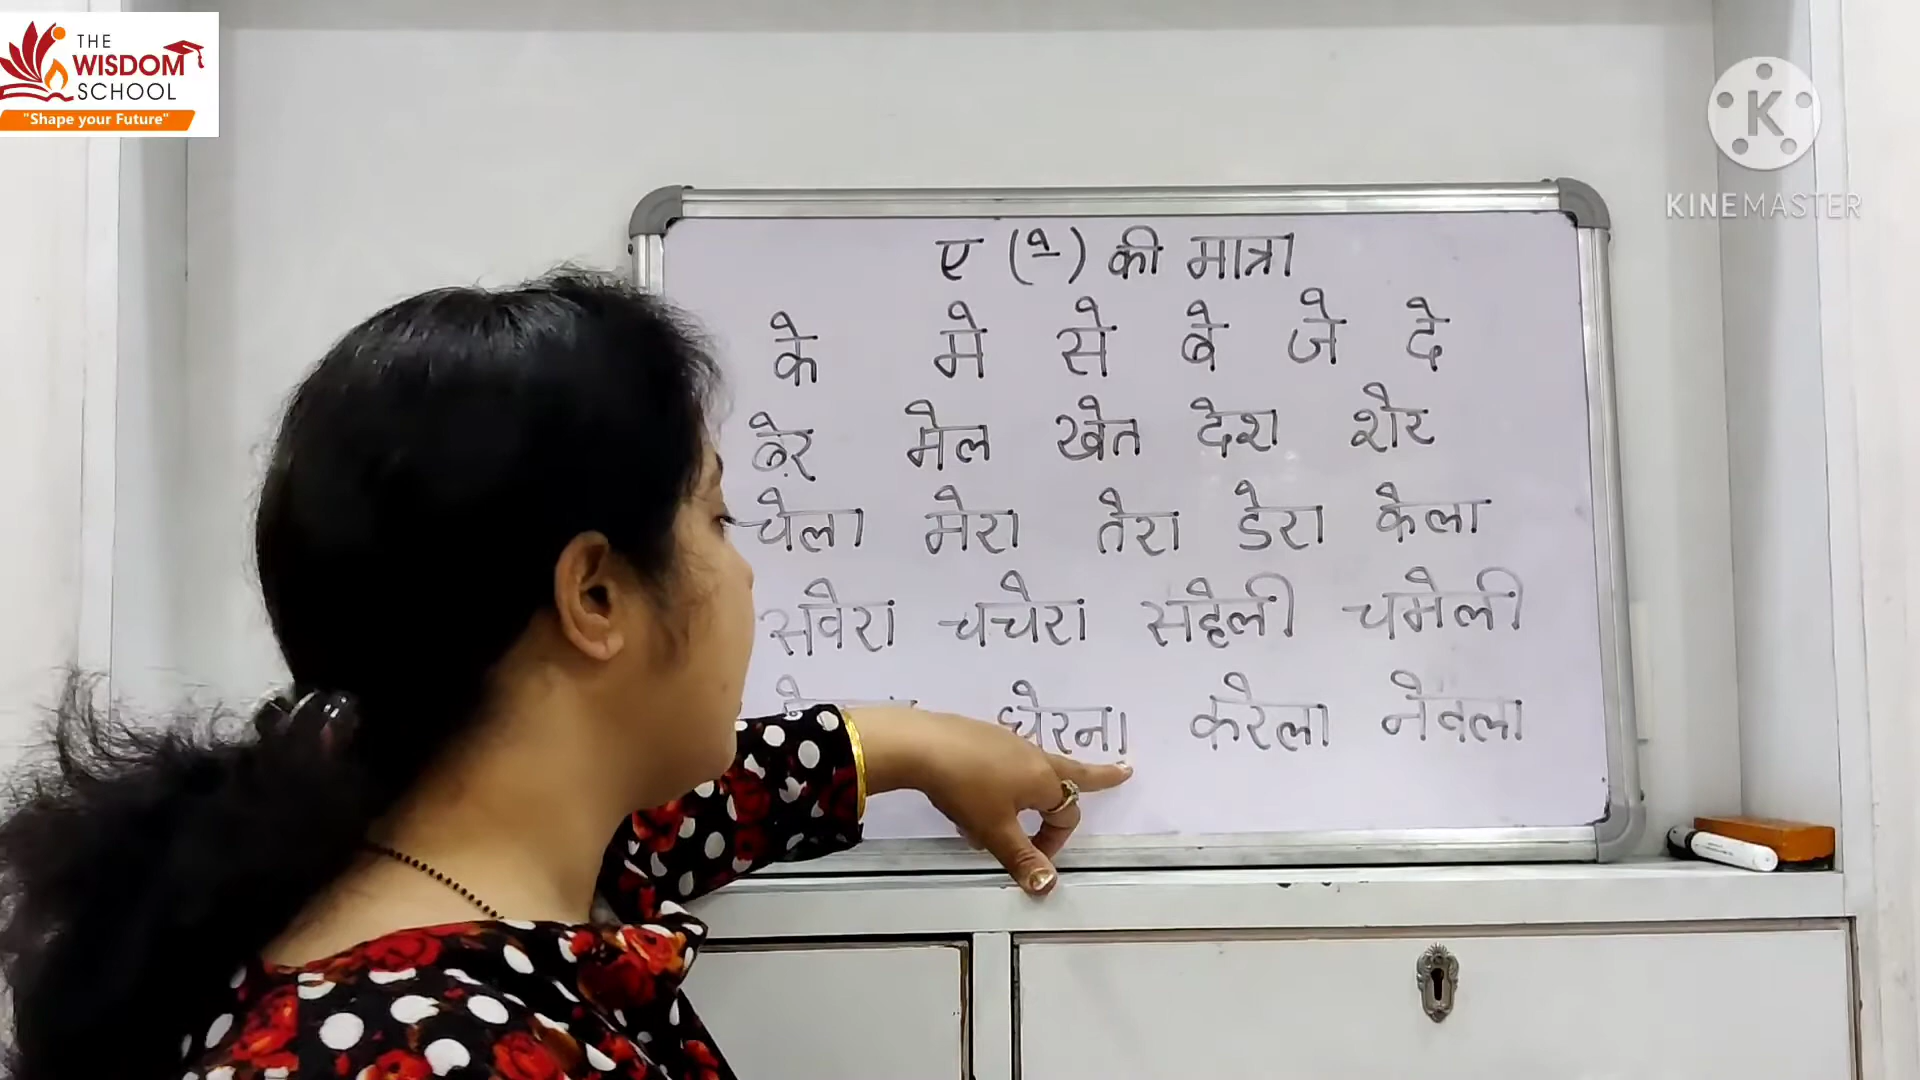 THE
WISDOM
SCHOOL
"Shape your Future"
K
KINEMASTER
ए (े) की मात्रा
के मे से बे जे दे
बेर मेल खेत देश शेर
चेला मेरा तेरा डेरा केला
सवेरा चचेरा सहेली चमेली
घेरना करेला नेवला